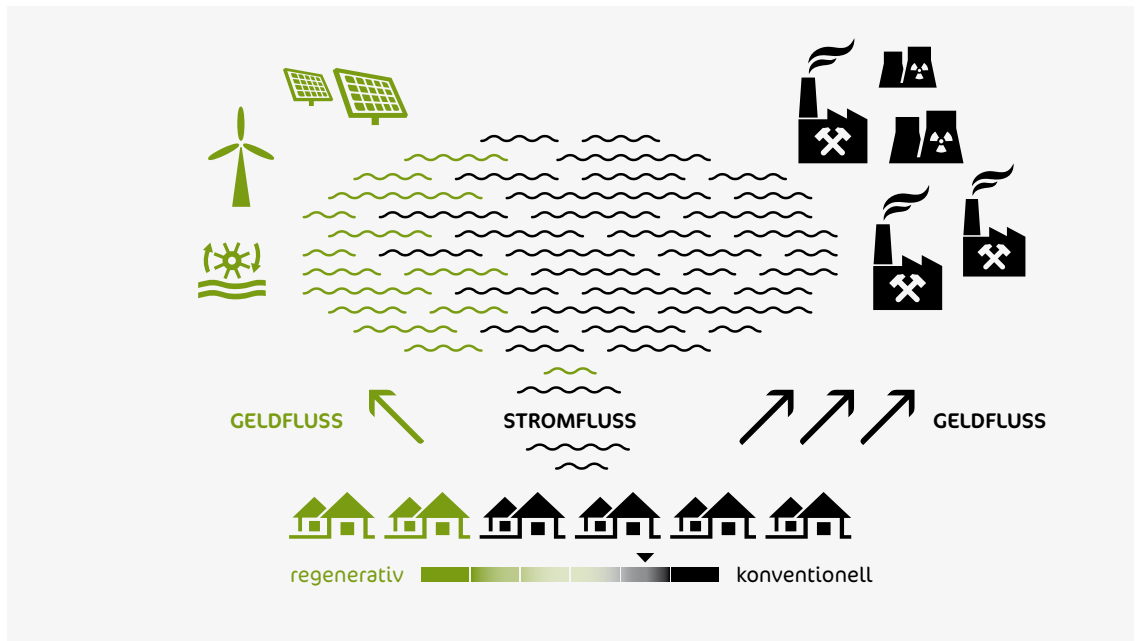 GELDFLUSS
STROMFLUSS
GELDFLUSS
regenerativ
konventionell